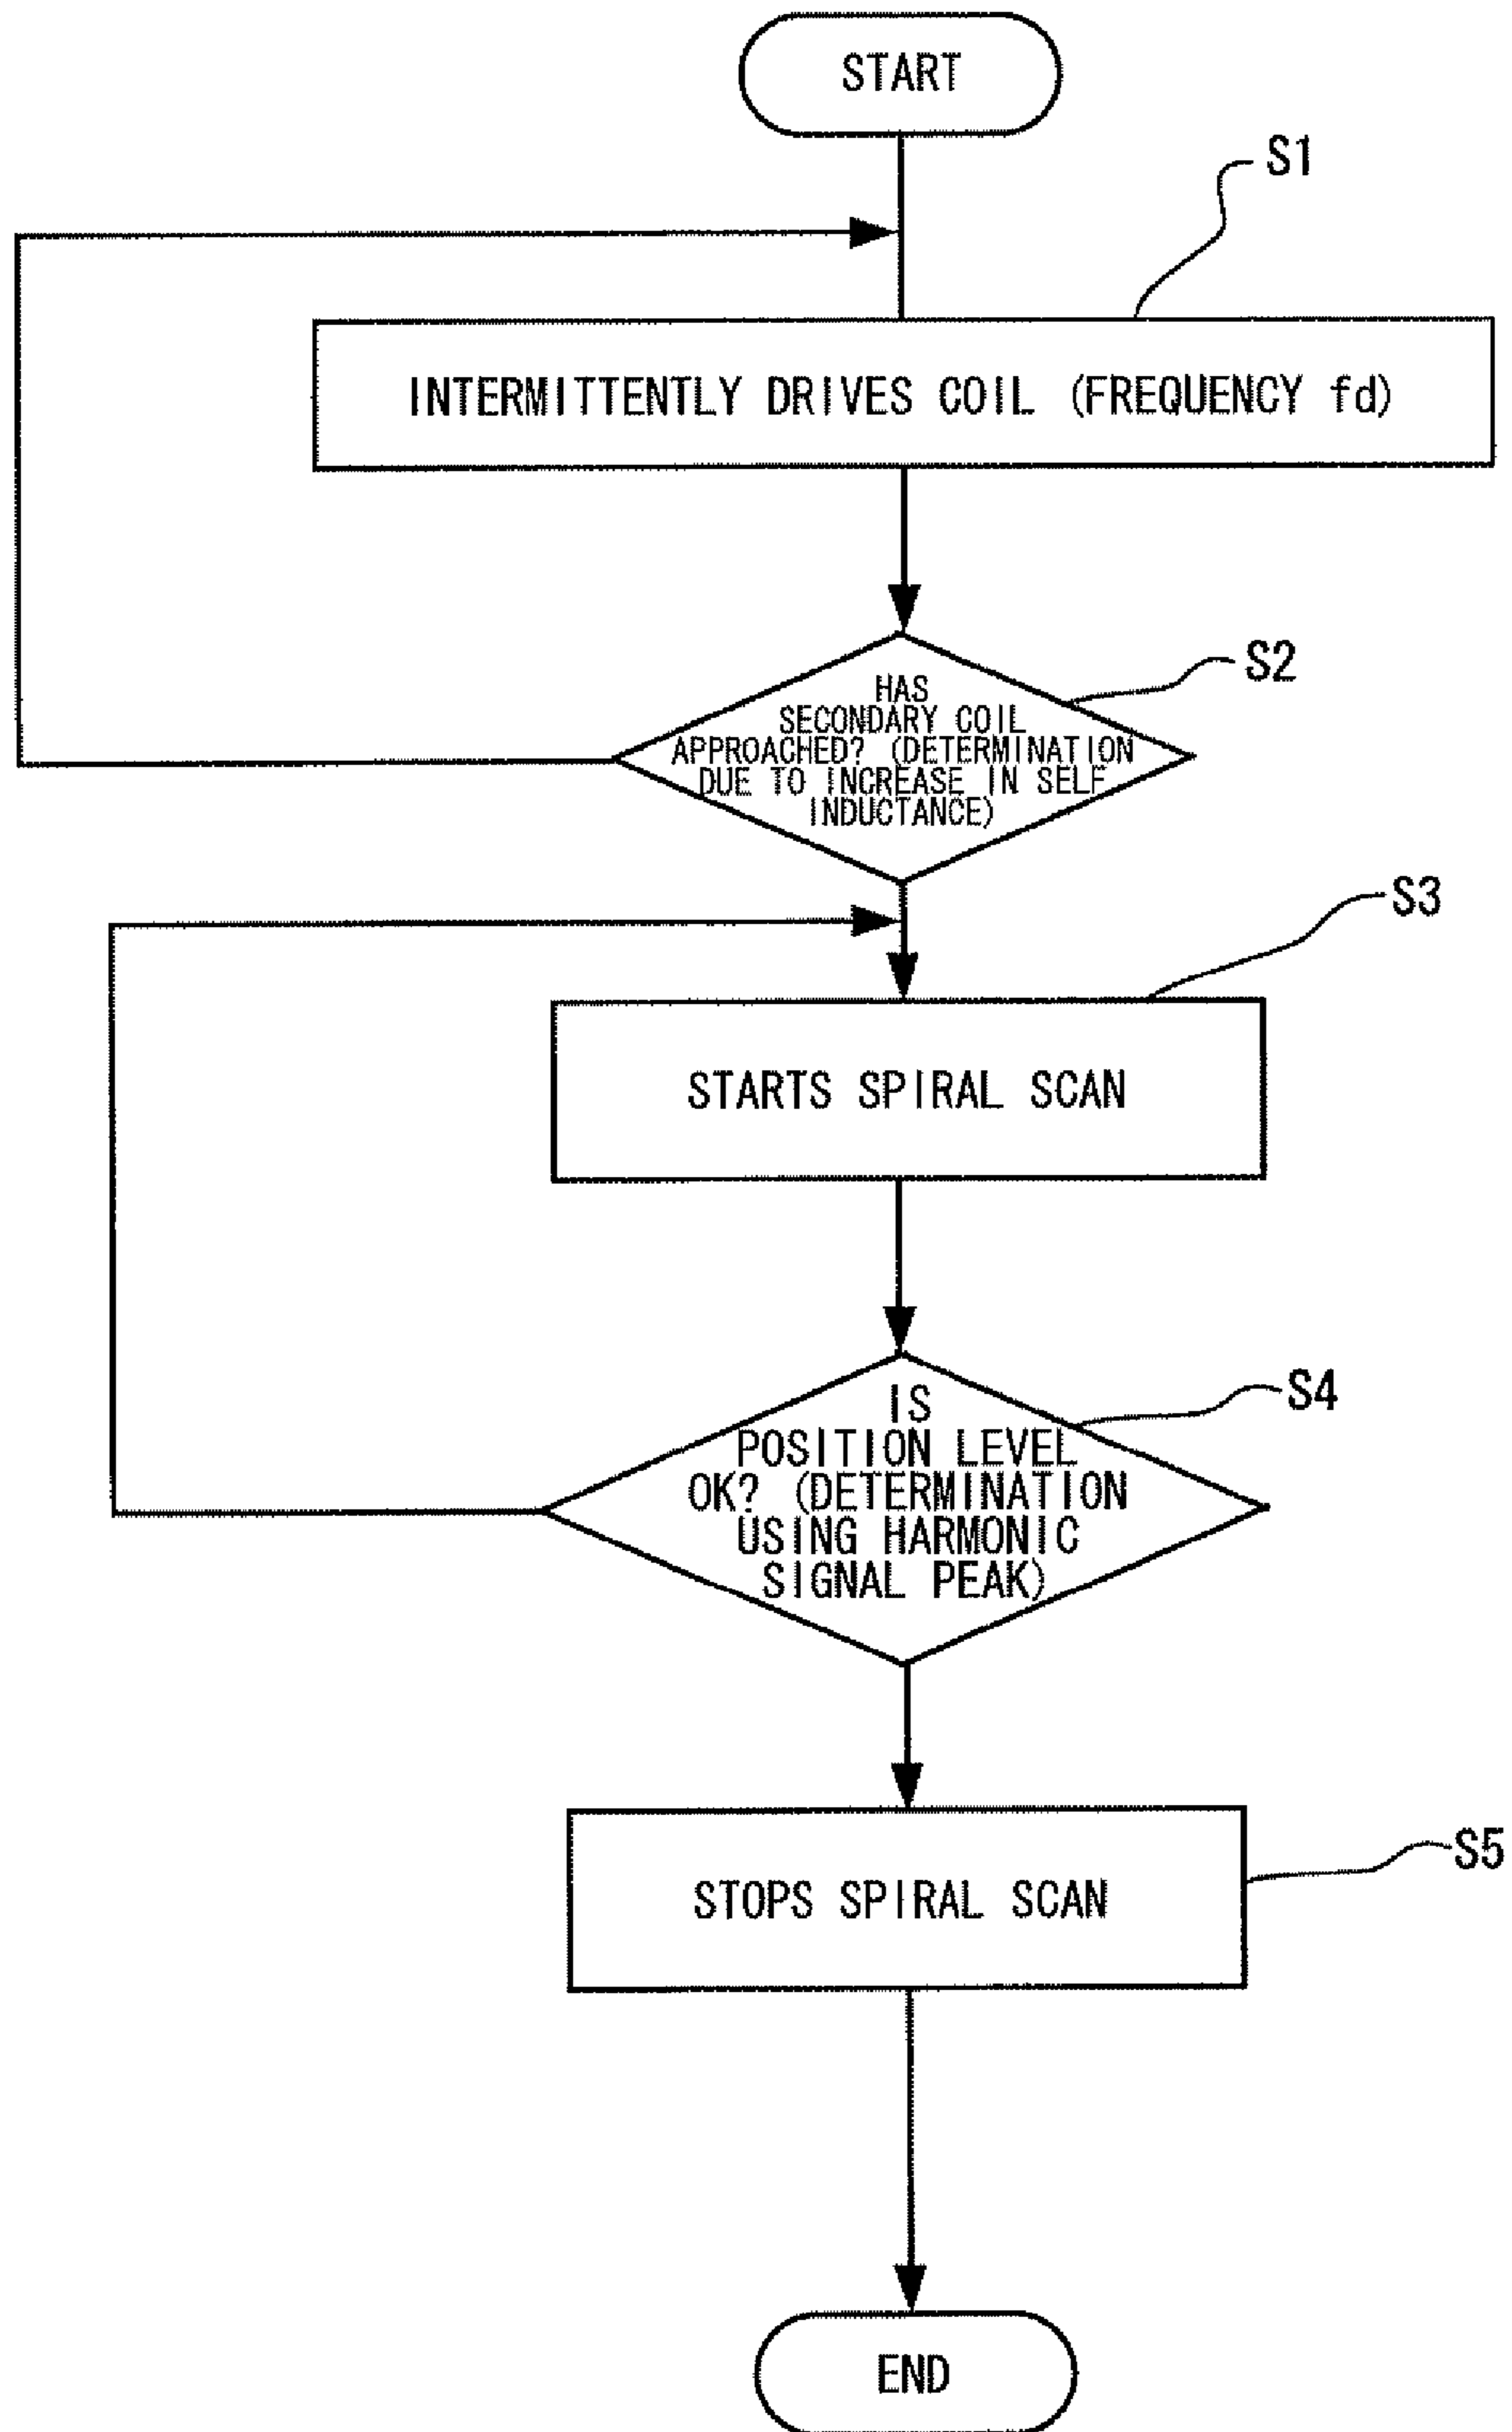 START
S1
INTERMITTENTLY DRIVES COIL (FREQUENCY fd)
S2
HAS
SECONDARY COIL
APPROACHED? (DETERMINATION
DUE TO INCREASE IN SELF
INDUCTANCE)
S3
STARTS SPIRAL SCAN
S4
IS
POSITION LEVEL
OK? (DETERMINATION
USING HARMONIC
SIGNAL PEAK)
S5
STOPS SPIRAL SCAN
END